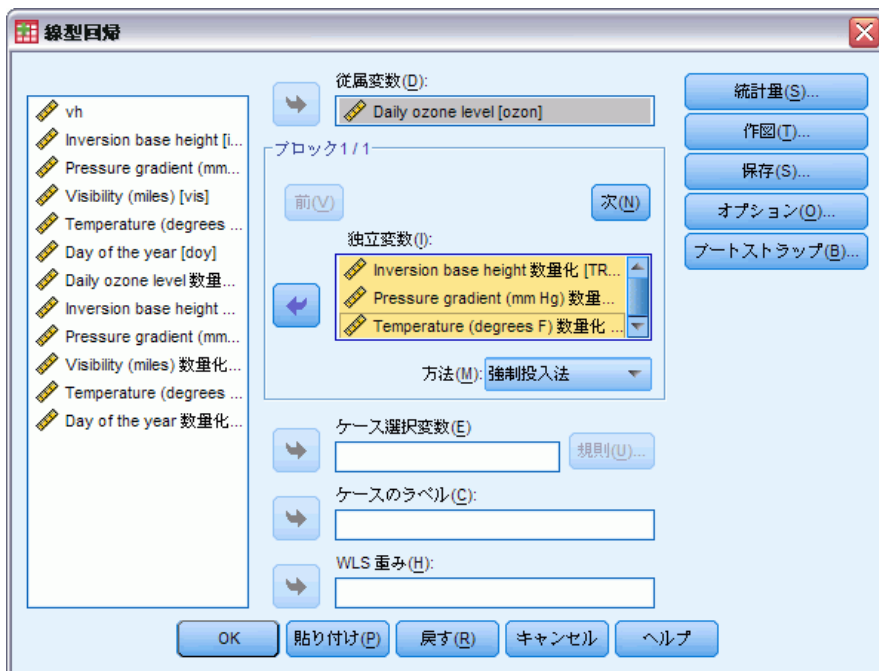 線型回帰
vh
Inversion base height [i...
Pressure gradient (mm...
Visibility (miles) [vis]
Temperature (degrees ...
Day of the year [doy]
Daily ozone level 数量...
Inversion base height ...
Pressure gradient (mm...
Visibility (miles) 数量化...
Temperature (degrees ...
Day of the year 数量化...
従属変数(D):
Daily ozone level [ozon]
ブロック1 / 1
前(V)
次(N)
独立変数(I):
Inversion base height 数量化 [TR...
Pressure gradient (mm Hg) 数量...
Temperature (degrees F) 数量化 ...
方法(M): 強制投入法
ケース選択変数(E)
規則(U)...
ケースのラベル(C):
WLS 重み(H):
統計量(S)...
作図(T)...
保存(S)...
オプション(O)...
ブートストラップ(B)...
OK
貼り付け(P)
戻す(R)
キャンセル
ヘルプ